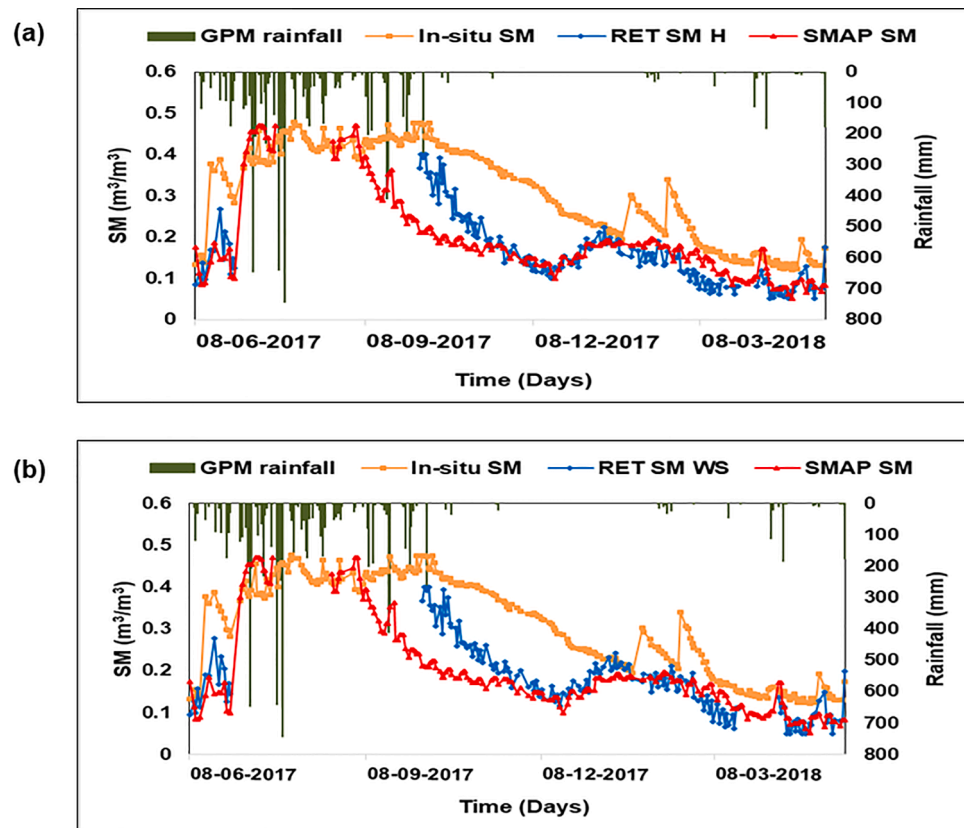 (a)
GPM rainfall In-situ SM RET SM H SMAP SM
0.6 0
0.5 100
200
0.4 300
0.3 400
0.2 500
600
0.1 700
0 800
SM (m³/m³)
Rainfall (mm)
08-06-2017 08-09-2017 08-12-2017 08-03-2018
Time (Days)
(b)
GPM rainfall In-situ SM RET SM WS SMAP SM
0.6 0
0.5 100
200
0.4 300
0.3 400
0.2 500
600
0.1 700
0 800
SM (m³/m³)
Rainfall (mm)
08-06-2017 08-09-2017 08-12-2017 08-03-2018
Time (Days)